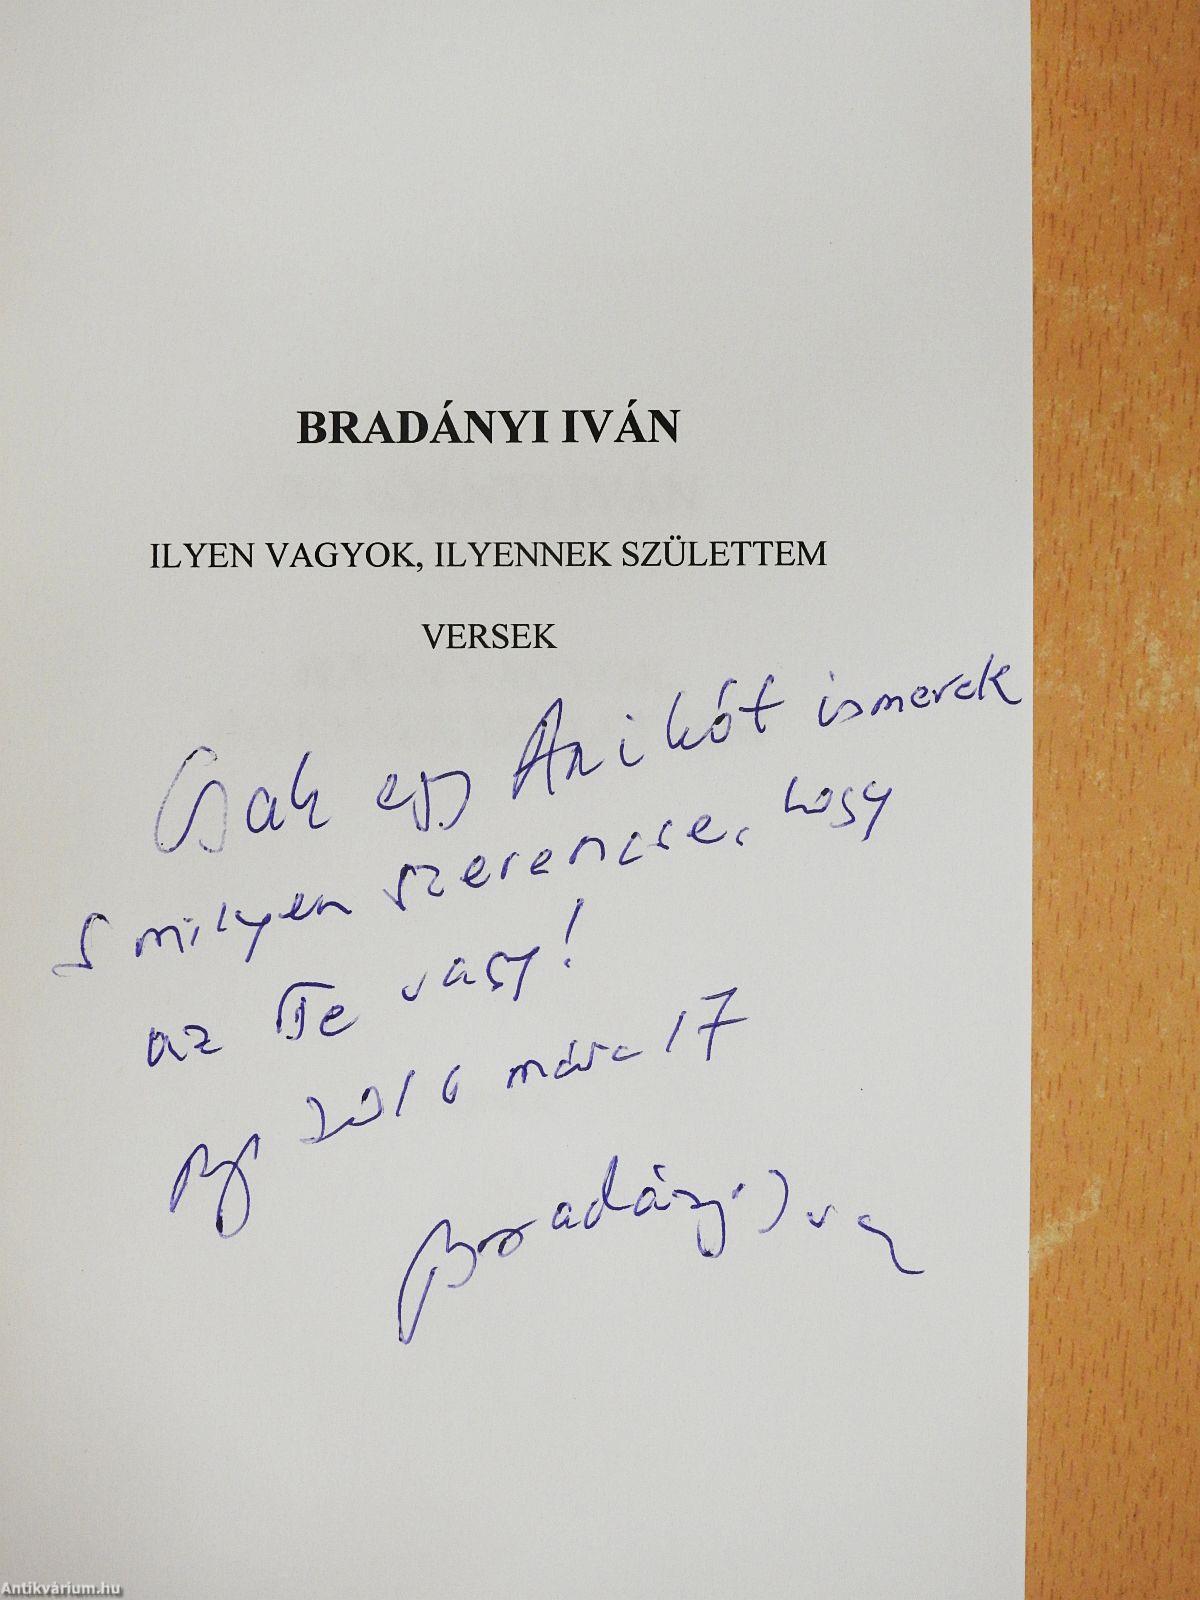 BRADÁNYI IVÁN
ILYEN VAGYOK, ILYENNEK SZÜLETTEM
VERSEK
Csak egy Anikót ismerek
s milyen szerencse, hogy
az Te vagy!
Bp 2016 márc 17
Bradányi Iván
Antikvárium.hu